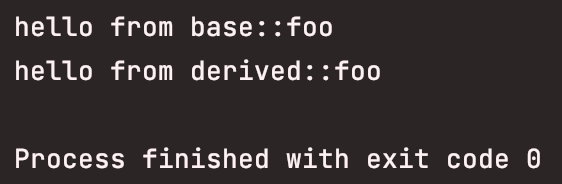 hello from base::foo
hello from derived::foo
Process finished with exit code 0